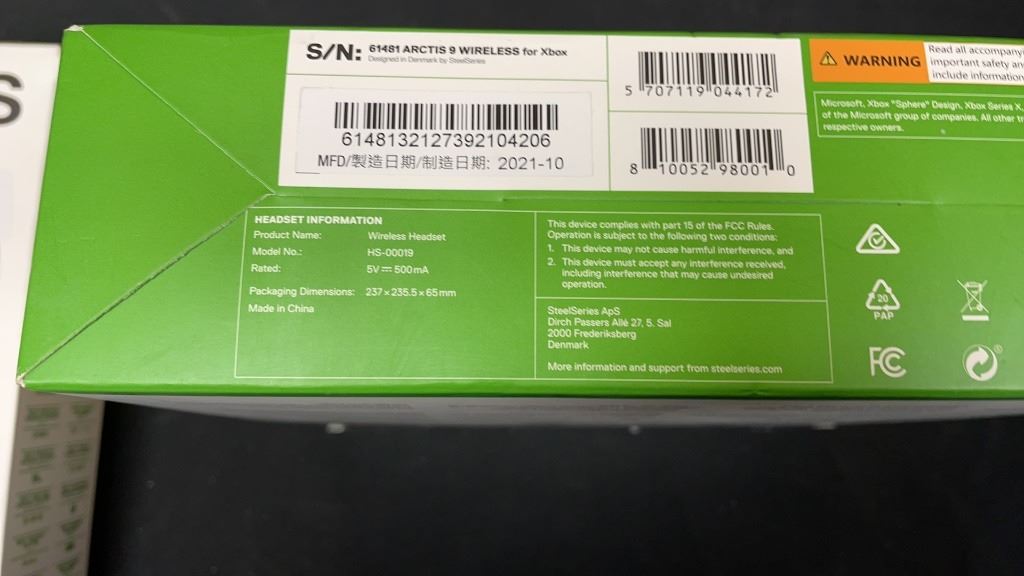 S
S/N: 61481 ARCTIS 9 WIRELESS for Xbox
Designed in Denmark by SteelSeries
6148132127392104206
MFD/製造日期/制造日期: 2021-10
5 707119 044172
8 10052 98001 0
WARNING
Read all accompany
important safety an
include information
Microsoft, Xbox "Sphere" Design, Xbox Series X,
of the Microsoft group of companies. All other tr
respective owners.
HEADSET INFORMATION
Product Name: Wireless Headset
Model No.: HS-00019
Rated: 5V ⎓ 500mA
Packaging Dimensions: 237 × 235.5 × 65 mm
Made in China
This device complies with part 15 of the FCC Rules.
Operation is subject to the following two conditions:
1. This device may not cause harmful interference, and
2. This device must accept any interference received,
including interference that may cause undesired
operation.
SteelSeries ApS
Dirch Passers Allé 27, 5. Sal
2000 Frederiksberg
Denmark
More information and support from steelseries.com
20
PAP
FC
®